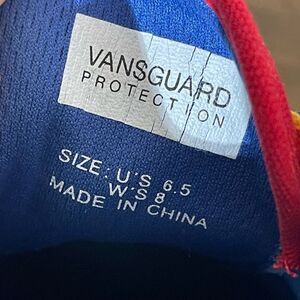 VANSGUARD
PROTECTION
SIZE: U'S 6.5
W'S 8
MADE IN CHINA